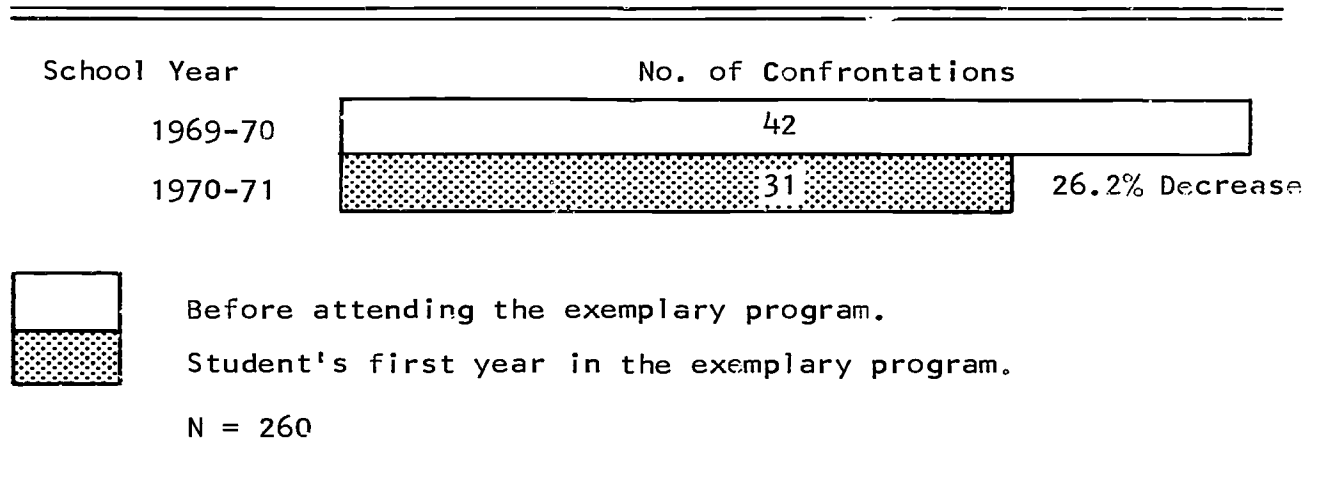 School Year No. of Confrontations
1969-70 42
1970-71 31 26.2% Decrease
Before attending the exemplary program.
Student's first year in the exemplary program.
N = 260